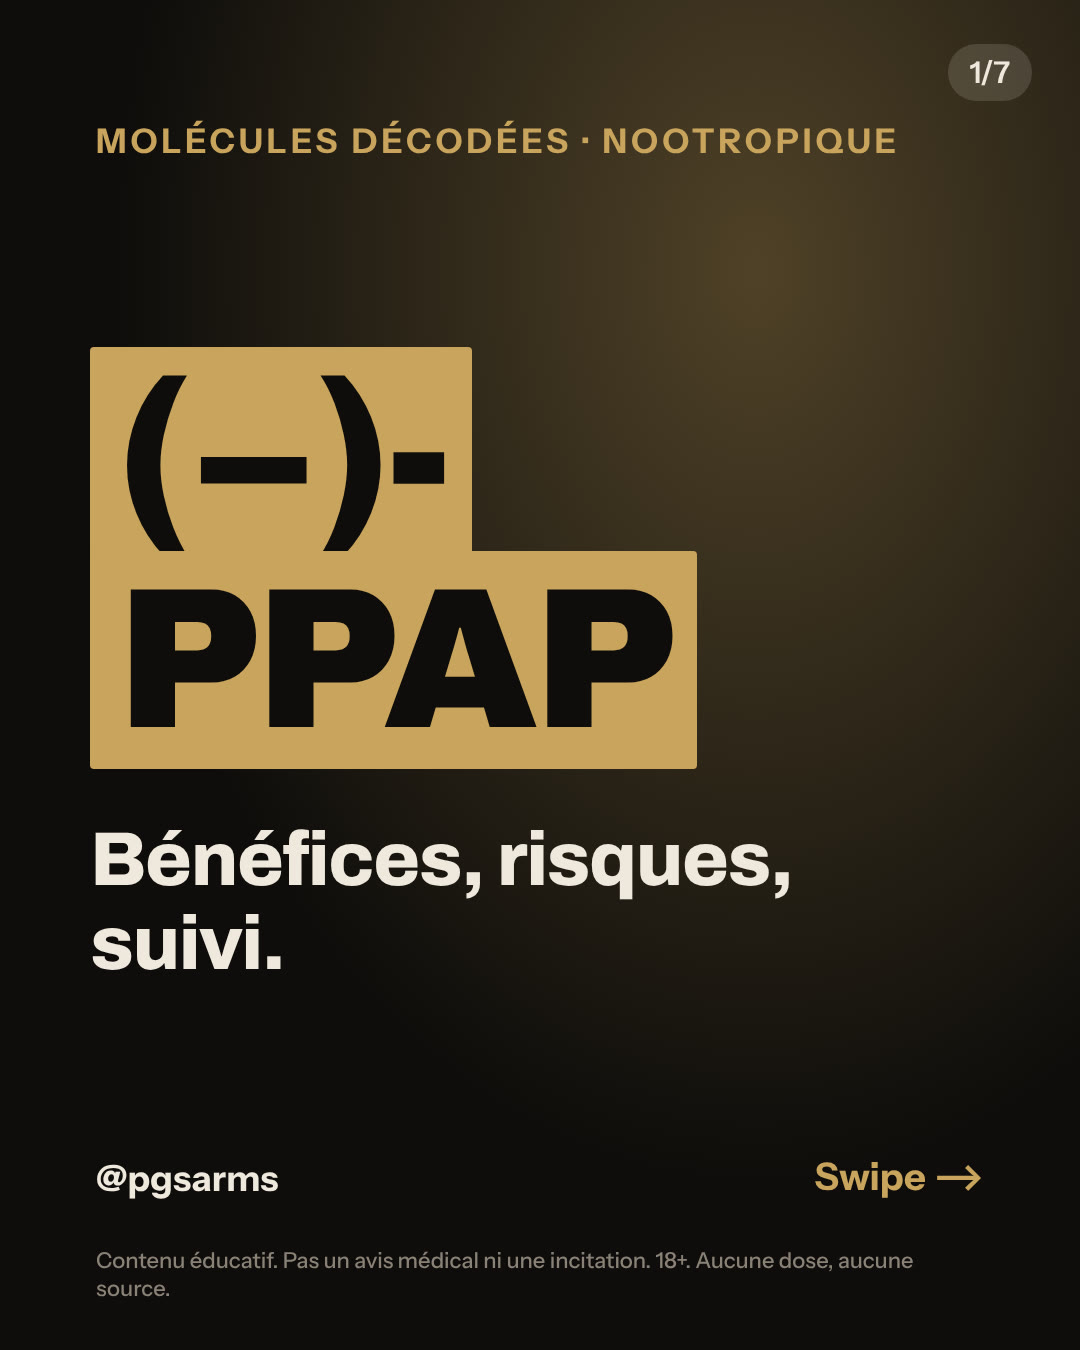 1/7
MOLÉCULES DÉCODÉES · NOOTROPIQUE
(–)-
PPAP
Bénéfices, risques,
suivi.
@pgsarms
Swipe →
Contenu éducatif. Pas un avis médical ni une incitation. 18+. Aucune dose, aucune
source.